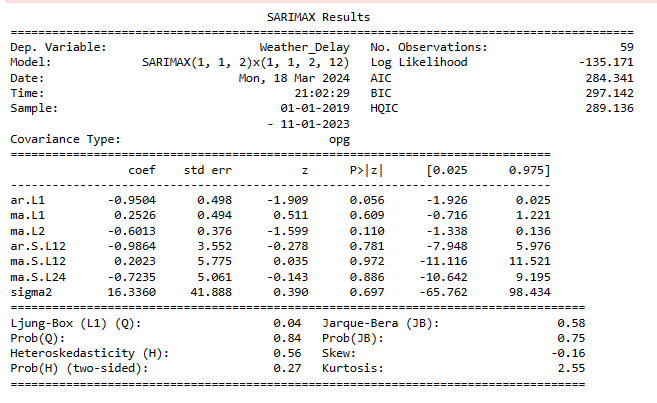 SARIMAX Results
==============================================================================================
Dep. Variable:                      Weather_Delay   No. Observations:                   59
Model:             SARIMAX(1, 1, 2)x(1, 1, 2, 12)   Log Likelihood                -135.171
Date:                            Mon, 18 Mar 2024   AIC                            284.341
Time:                                    21:02:29   BIC                            297.142
Sample:                                01-01-2019   HQIC                           289.136
- 11-01-2023
Covariance Type:                              opg
==============================================================================
coef    std err          z      P>|z|      [0.025      0.975]
------------------------------------------------------------------------------
ar.L1         -0.9504      0.498     -1.909      0.056      -1.926       0.025
ma.L1          0.2526      0.494      0.511      0.609      -0.716       1.221
ma.L2         -0.6013      0.376     -1.599      0.110      -1.338       0.136
ar.S.L12      -0.9864      3.552     -0.278      0.781      -7.948       5.976
ma.S.L12       0.2023      5.775      0.035      0.972     -11.116      11.521
ma.S.L24      -0.7235      5.061     -0.143      0.886     -10.642       9.195
sigma2        16.3360     41.888      0.390      0.697     -65.762      98.434
===================================================================================
Ljung-Box (L1) (Q):                   0.04   Jarque-Bera (JB):                 0.58
Prob(Q):                              0.84   Prob(JB):                         0.75
Heteroskedasticity (H):               0.56   Skew:                            -0.16
Prob(H) (two-sided):                  0.27   Kurtosis:                         2.55
===================================================================================